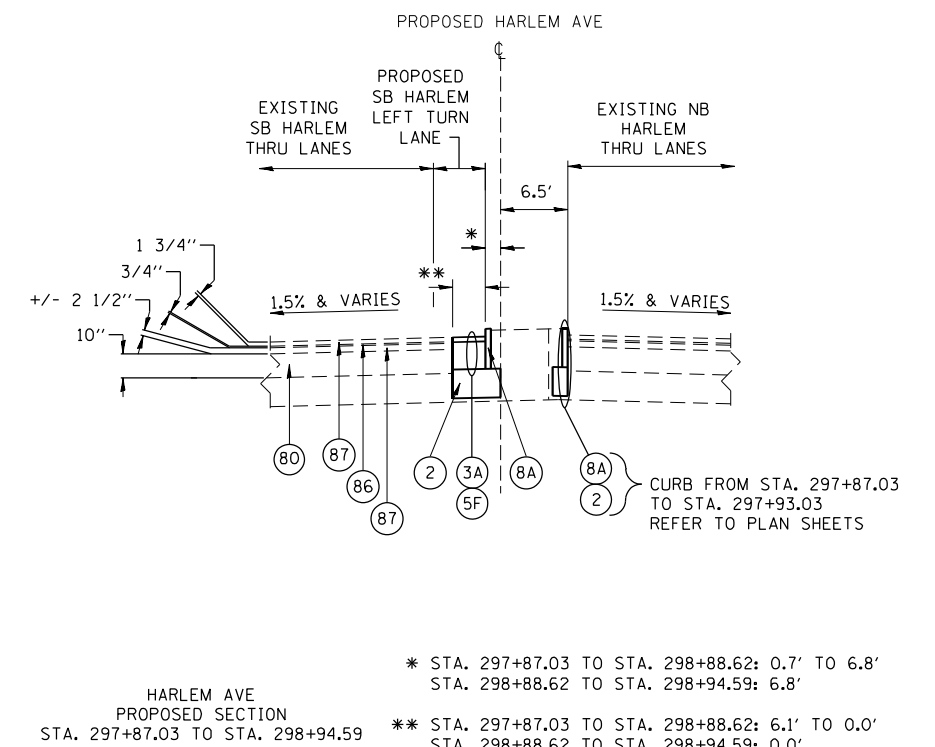 PROPOSED HARLEM AVE
℄
PROPOSED
SB HARLEM
LEFT TURN
LANE
EXISTING
SB HARLEM
THRU LANES
EXISTING NB
HARLEM
THRU LANES
6.5'
*
**
1 3/4"
3/4"
+/- 2 1/2"
10"
1.5% & VARIES
1.5% & VARIES
80
87
86
87
2
3A
5F
8A
8A
2
CURB FROM STA. 297+87.03
TO STA. 297+93.03
REFER TO PLAN SHEETS
* STA. 297+87.03 TO STA. 298+88.62: 0.7' TO 6.8'
STA. 298+88.62 TO STA. 298+94.59: 6.8'
HARLEM AVE
PROPOSED SECTION
STA. 297+87.03 TO STA. 298+94.59
** STA. 297+87.03 TO STA. 298+88.62: 6.1' TO 0.0'
STA. 298+88.62 TO STA. 298+94.59: 0.0'